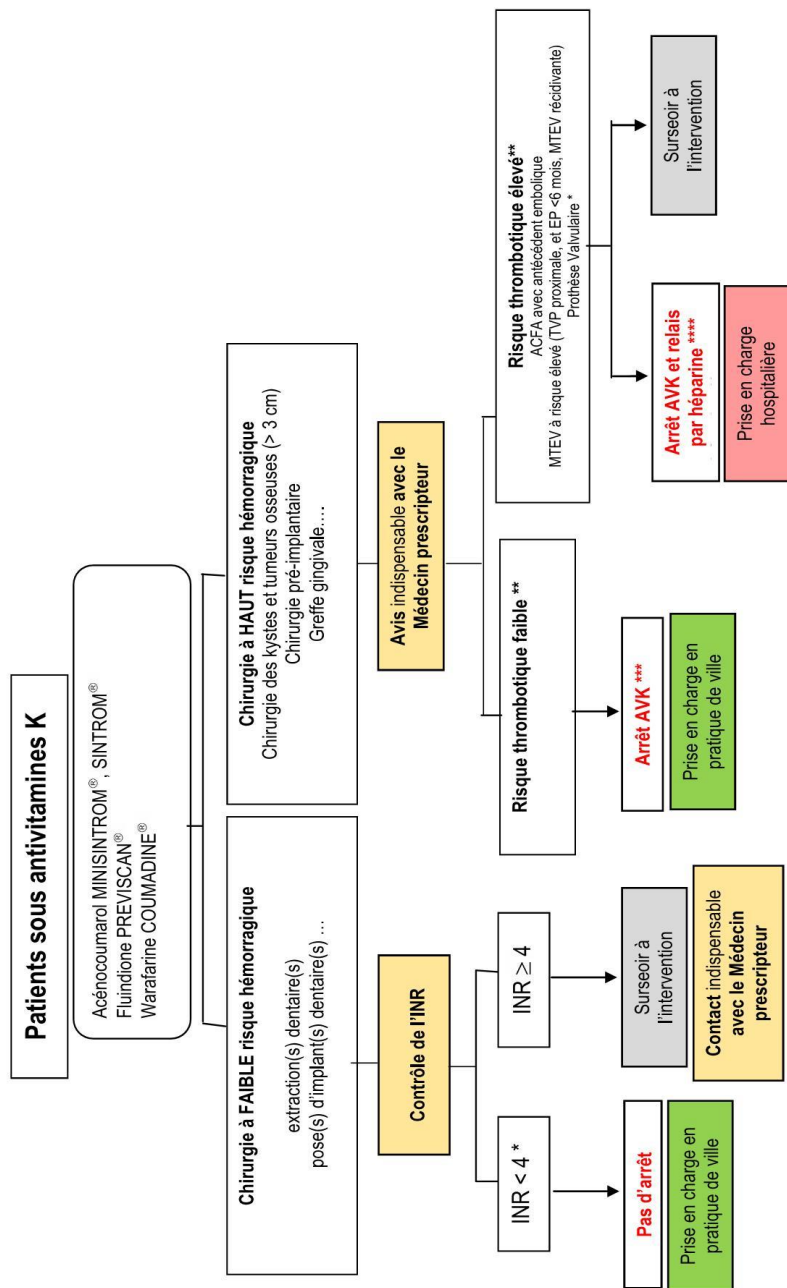 Patients sous antivitamines K
Acénocoumarol MINISINTROM®, SINTROM®
Fluindione PREVISCAN®
Warafarine COUMADINE®
Chirurgie à FAIBLE risque hémorragique
extraction(s) dentaire(s)
pose(s) d'implant(s) dentaire(s) …
Chirurgie à HAUT risque hémorragique
Chirurgie des kystes et tumeurs osseuses (> 3 cm)
Chirurgie pré-implantaire
Greffe gingivale….
Contrôle de l'INR
Avis indispensable avec le
Médecin prescripteur
INR < 4 *
INR ≥ 4
Risque thrombotique faible **
Risque thrombotique élevé**
ACFA avec antécédent embolique
MTEV à risque élevé (TVP proximale, et EP <6 mois, MTEV récidivante)
Prothèse Valvulaire *
Pas d'arrêt
Prise en charge en
pratique de ville
Surseoir à
l'intervention
Contact indispensable
avec le Médecin
prescripteur
Arrêt AVK ***
Prise en charge en
pratique de ville
Arrêt AVK et relais
par héparine ****
Prise en charge
hospitalière
Surseoir à
l'intervention